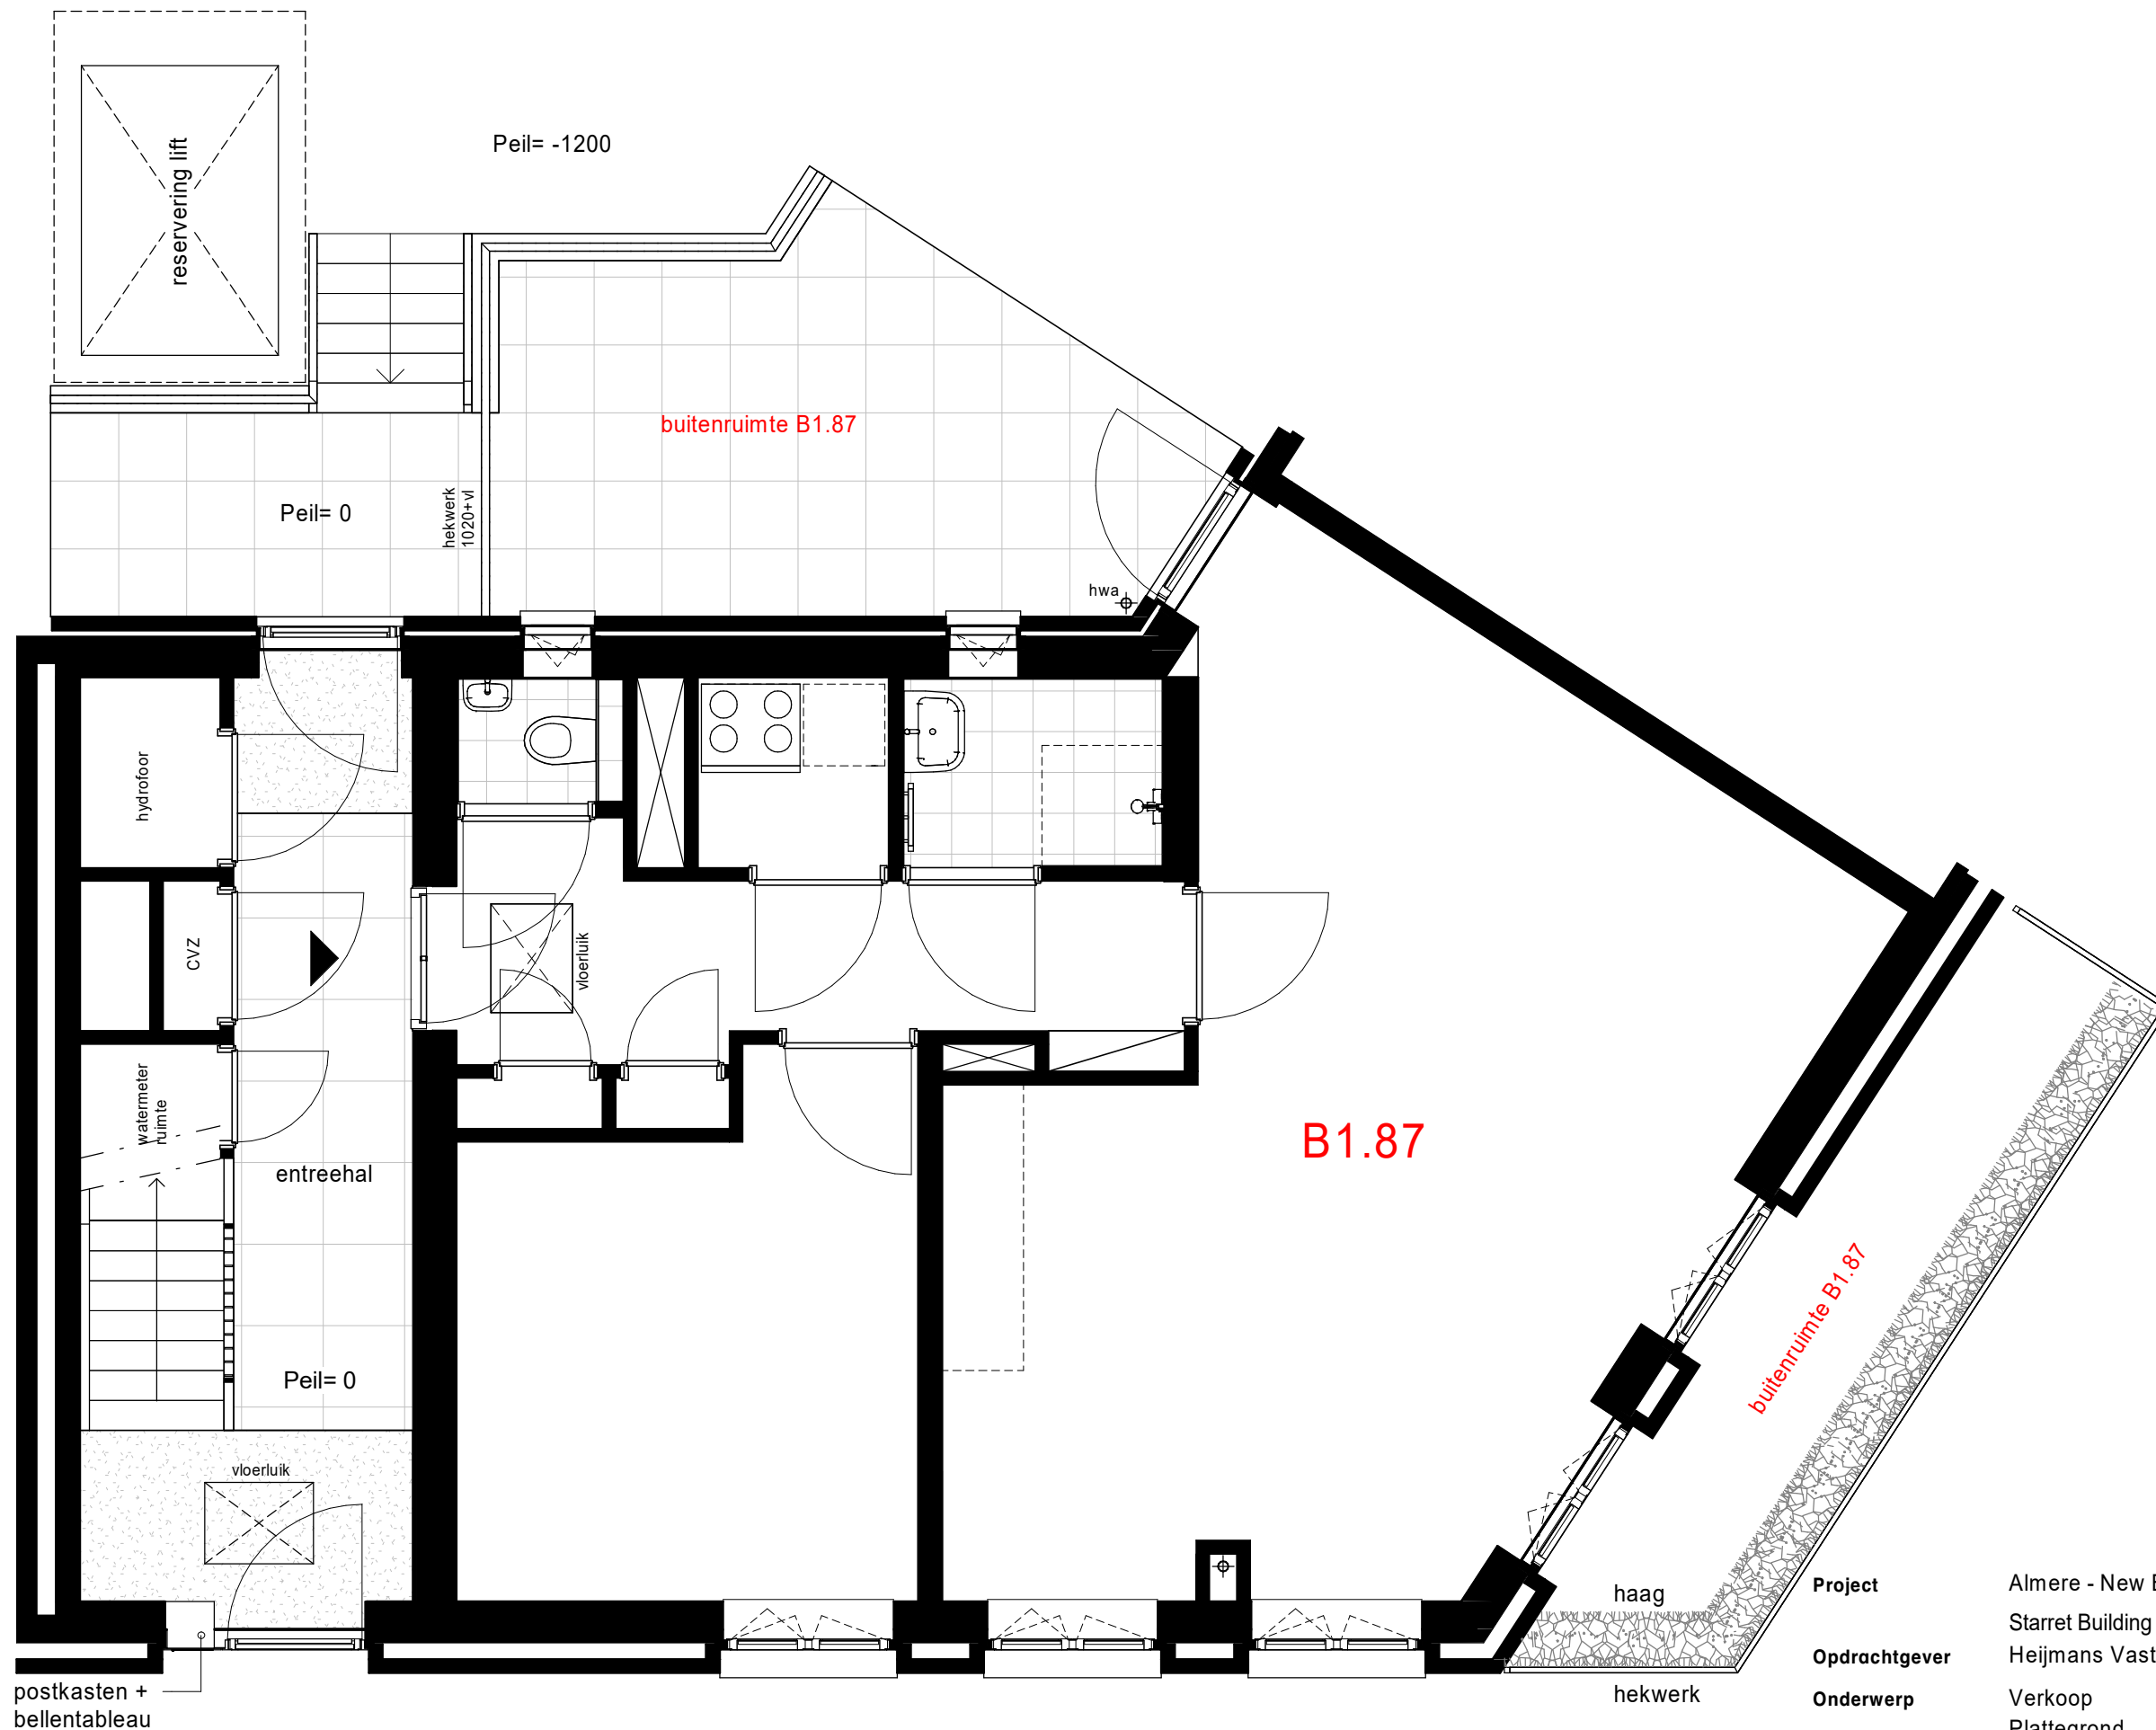 reservering lift
Peil= -1200
buitenruimte B1.87
Peil= 0
hekwerk
1020+vl
hwa
hydrofoor
CVZ
vloerluik
watermeter
ruimte
entreehal
B1.87
Peil= 0
buitenruimte B1.87
vloerluik
haag
hekwerk
postkasten +
bellentableau
Project Almere - New
Starret Building
Opdrachtgever Heijmans Vast
Onderwerp Verkoop
Plattegrond